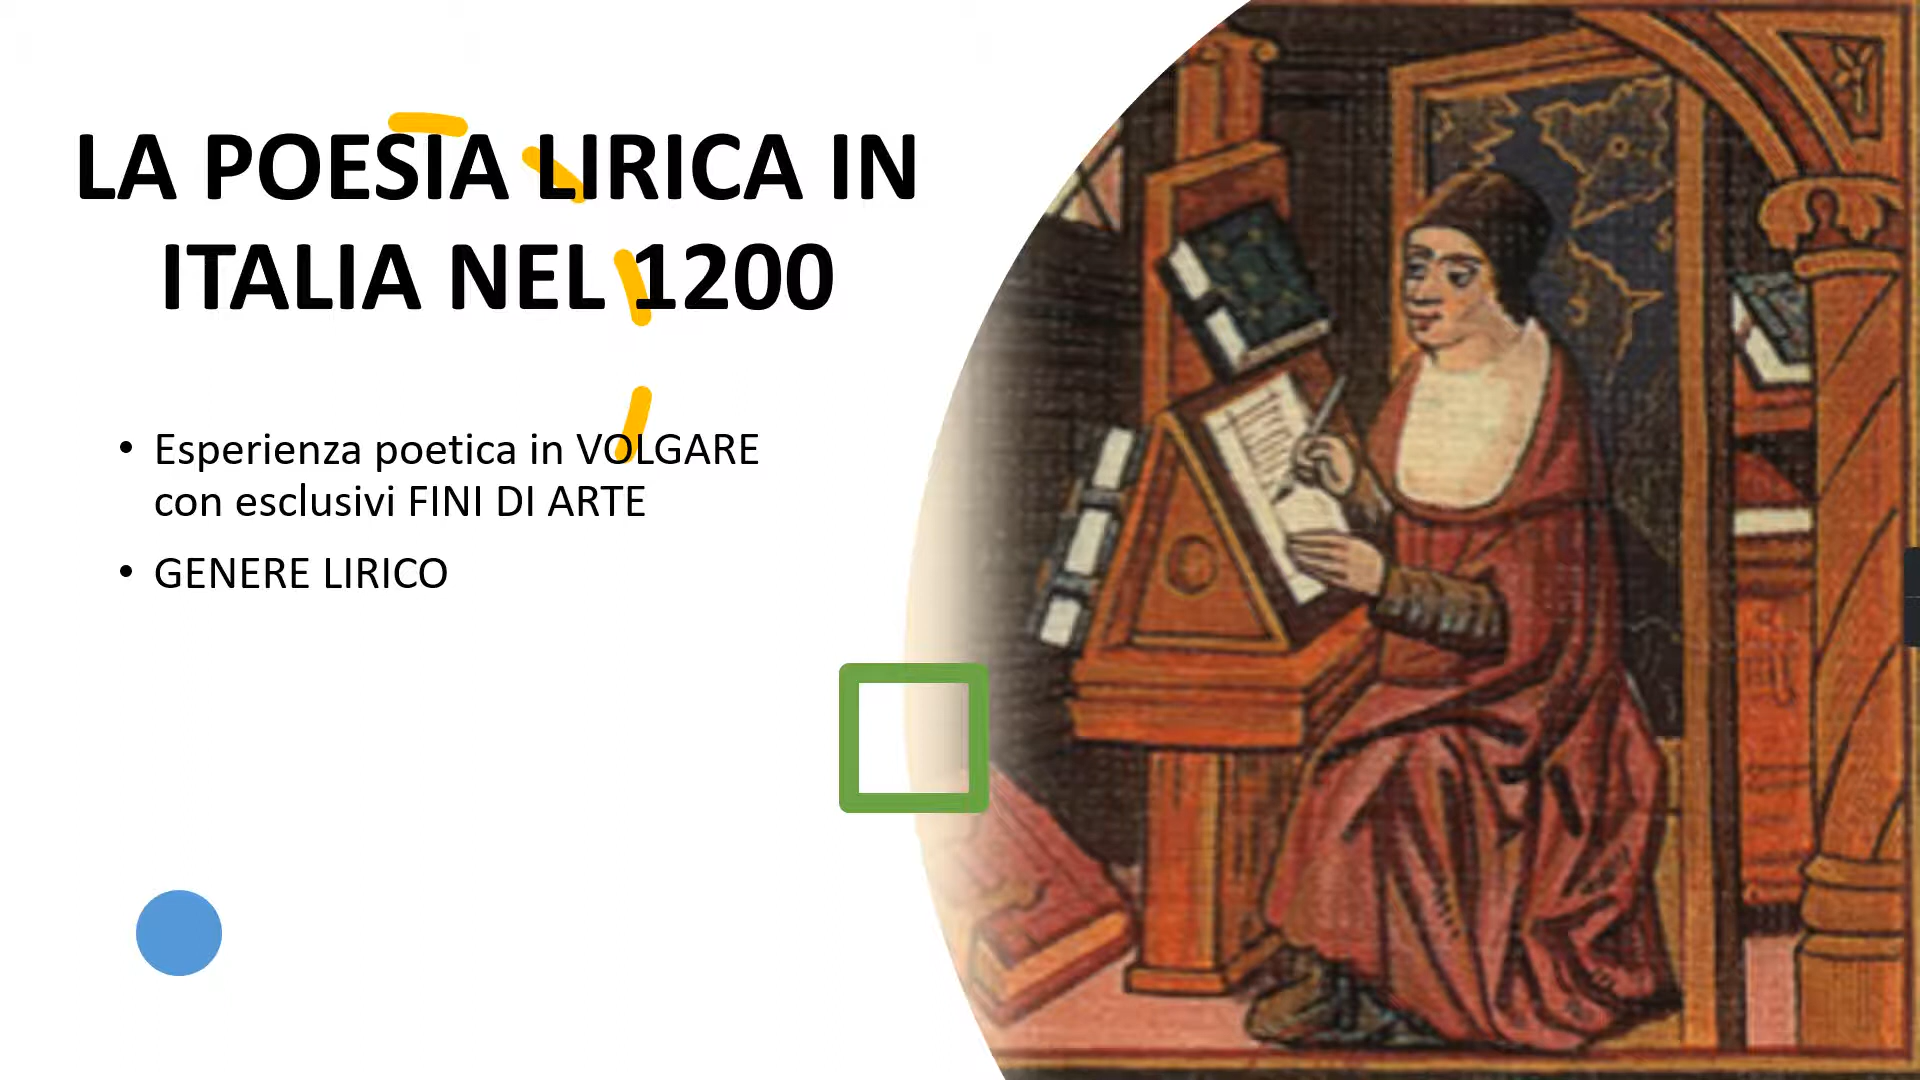 LA POESIA LIRICA IN
ITALIA NEL 1200
• Esperienza poetica in VOLGARE
con esclusivi FINI DI ARTE
• GENERE LIRICO